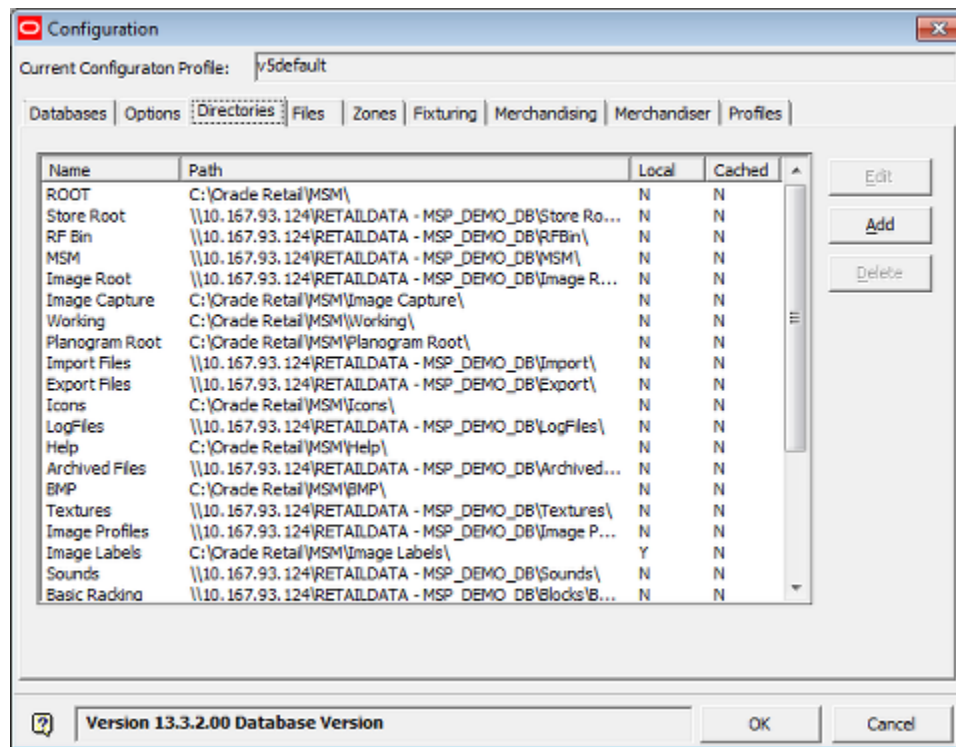 Configuration
Current Configuraton Profile: v5default
Databases Options Directories Files Zones Fixturing Merchandising Merchandiser Profiles
Name Path Local Cached
ROOT C:\Oracle Retail\MSM\ N N
Store Root \\10.167.93.124\RETAILDATA - MSP_DEMO_DB\Store Ro... N N
RF Bin \\10.167.93.124\RETAILDATA - MSP_DEMO_DB\RFBin\ N N
MSM \\10.167.93.124\RETAILDATA - MSP_DEMO_DB\MSM\ N N
Image Root \\10.167.93.124\RETAILDATA - MSP_DEMO_DB\Image R... N N
Image Capture C:\Oracle Retail\MSM\Image Capture\ N N
Working C:\Oracle Retail\MSM\Working\ N N
Planogram Root C:\Oracle Retail\MSM\Planogram Root\ N N
Import Files \\10.167.93.124\RETAILDATA - MSP_DEMO_DB\Import\ N N
Export Files \\10.167.93.124\RETAILDATA - MSP_DEMO_DB\Export\ N N
Icons C:\Oracle Retail\MSM\Icons\ N N
LogFiles \\10.167.93.124\RETAILDATA - MSP_DEMO_DB\LogFiles\ N N
Help C:\Oracle Retail\MSM\Help\ N N
Archived Files \\10.167.93.124\RETAILDATA - MSP_DEMO_DB\Archived... N N
BMP C:\Oracle Retail\MSM\BMP\ N N
Textures \\10.167.93.124\RETAILDATA - MSP_DEMO_DB\Textures\ N N
Image Profiles \\10.167.93.124\RETAILDATA - MSP_DEMO_DB\Image P... N N
Image Labels C:\Oracle Retail\MSM\Image Labels\ Y N
Sounds \\10.167.93.124\RETAILDATA - MSP_DEMO_DB\Sounds\ N N
Basic Racking \\10.167.93.124\RETAILDATA - MSP_DEMO_DB\Blocks\B... N N
Edit
Add
Delete
Version 13.3.2.00 Database Version
OK Cancel